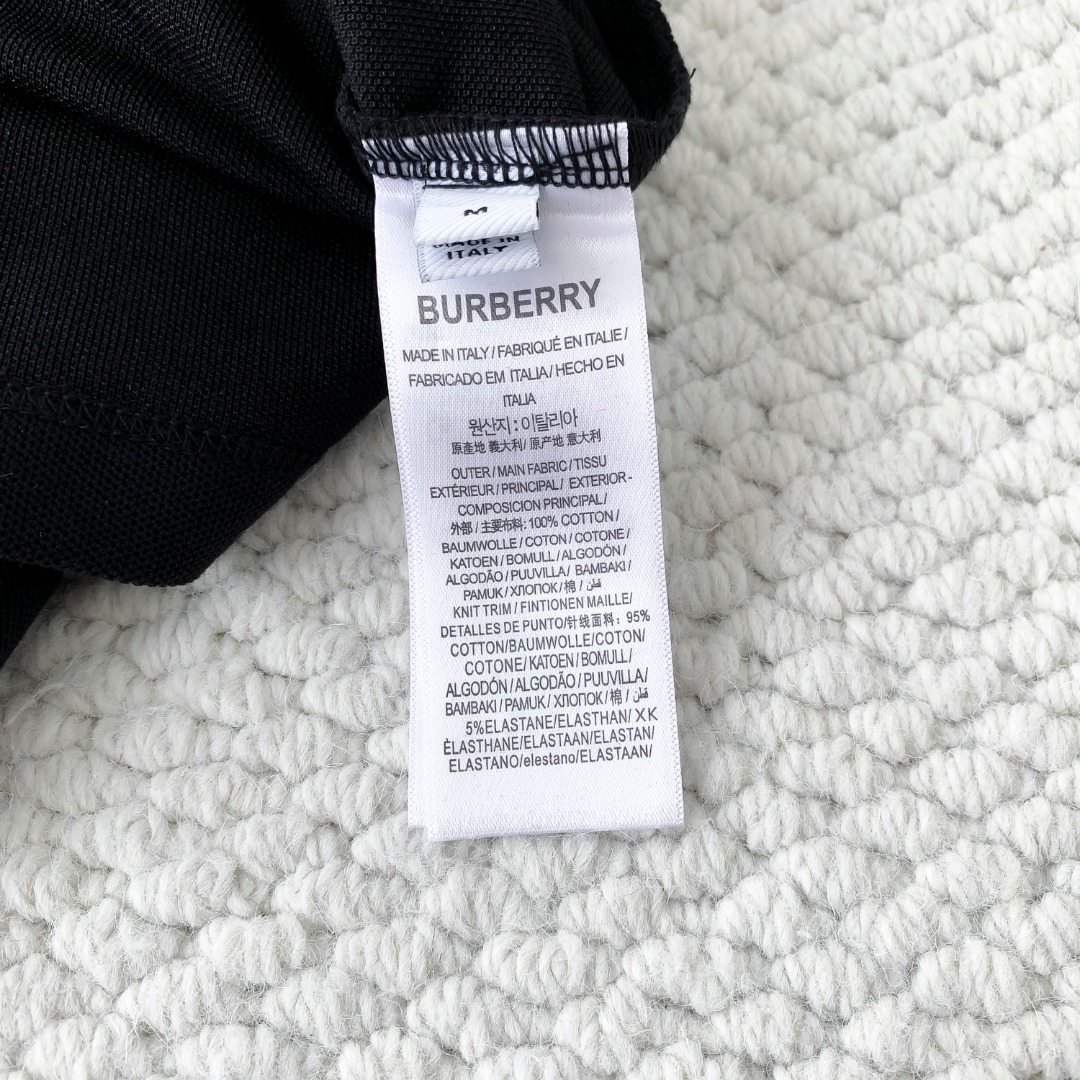 M
MADE IN
ITALY
BURBERRY
MADE IN ITALY / FABRIQUÉ EN ITALIE /
FABRICADO EM ITALIA / HECHO EN
ITALIA
원산지 : 이탈리아
原產地 義大利 / 原产地 意大利
OUTER / MAIN FABRIC / TISSU
EXTÉRIEUR / PRINCIPAL / EXTERIOR-
COMPOSICION PRINCIPAL /
外部 / 主要布料: 100% COTTON /
BAUMWOLLE / COTON / COTONE /
KATOEN / BOMULL / ALGODÓN /
ALGODÃO / PUUVILLA / BAMBAKI /
PAMUK / ХЛОПОК / 棉 / قطن
KNIT TRIM / FINTIONEN MAILLE/
DETALLES DE PUNTO/针线面料: 95%
COTTON/BAUMWOLLE/COTON/
COTONE / KATOEN / BOMULL /
ALGODÓN / ALGODÃO / PUUVILLA/
BAMBAKI / PAMUK / ХЛОПОК / 棉 / قطن
5%ELASTANE/ELASTHAN/ XK
ÈLASTHANE/ELASTAAN/ELASTAN/
ELASTANO/elestano/ELASTAAN/